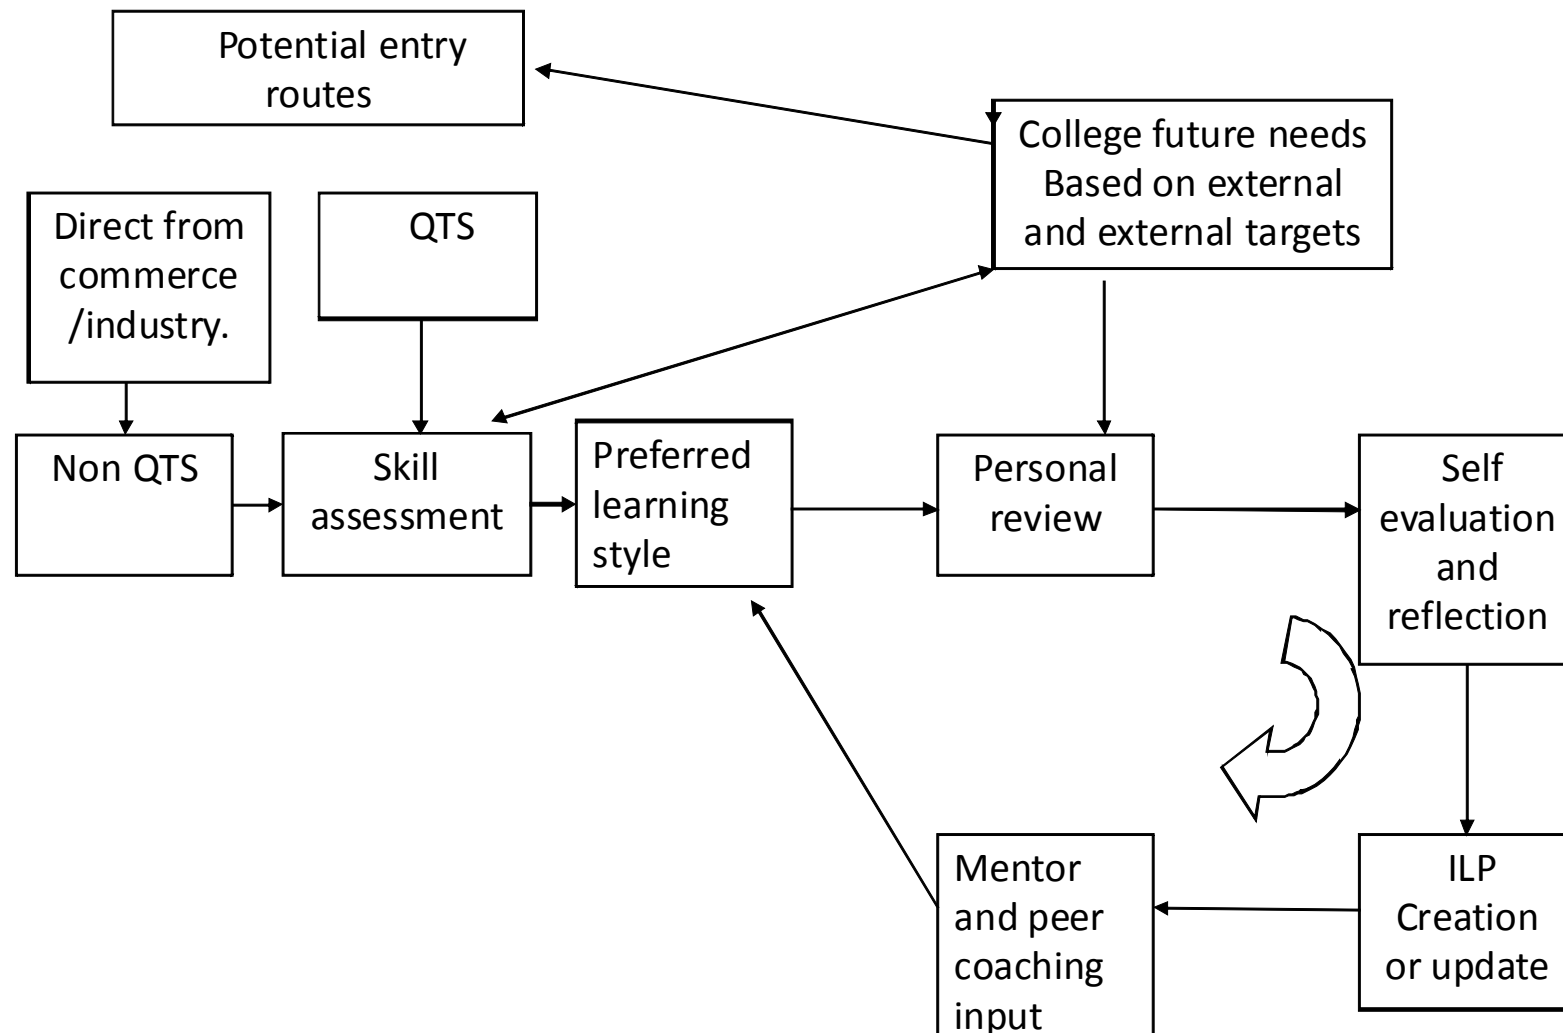 Potential entry
routes
College future needs
Based on external
and external targets
Direct from
commerce
/industry.
QTS
Non QTS
Skill
assessment
Preferred
learning
style
Personal
review
Self
evaluation
and
reflection
Mentor
and peer
coaching
input
ILP
Creation
or update